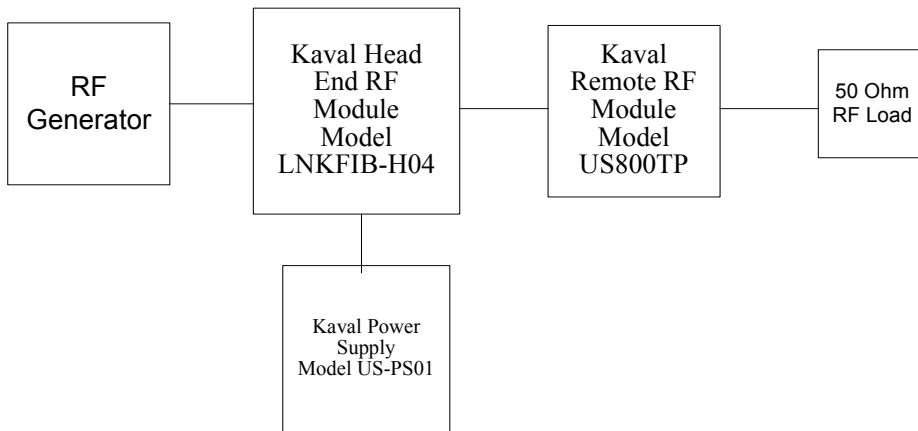 RF
Generator
Kaval Head
End RF
Module
Model
LNKFIB-H04
Kaval
Remote RF
Module
Model
US800TP
50 Ohm
RF Load
Kaval Power
Supply
Model US-PS01